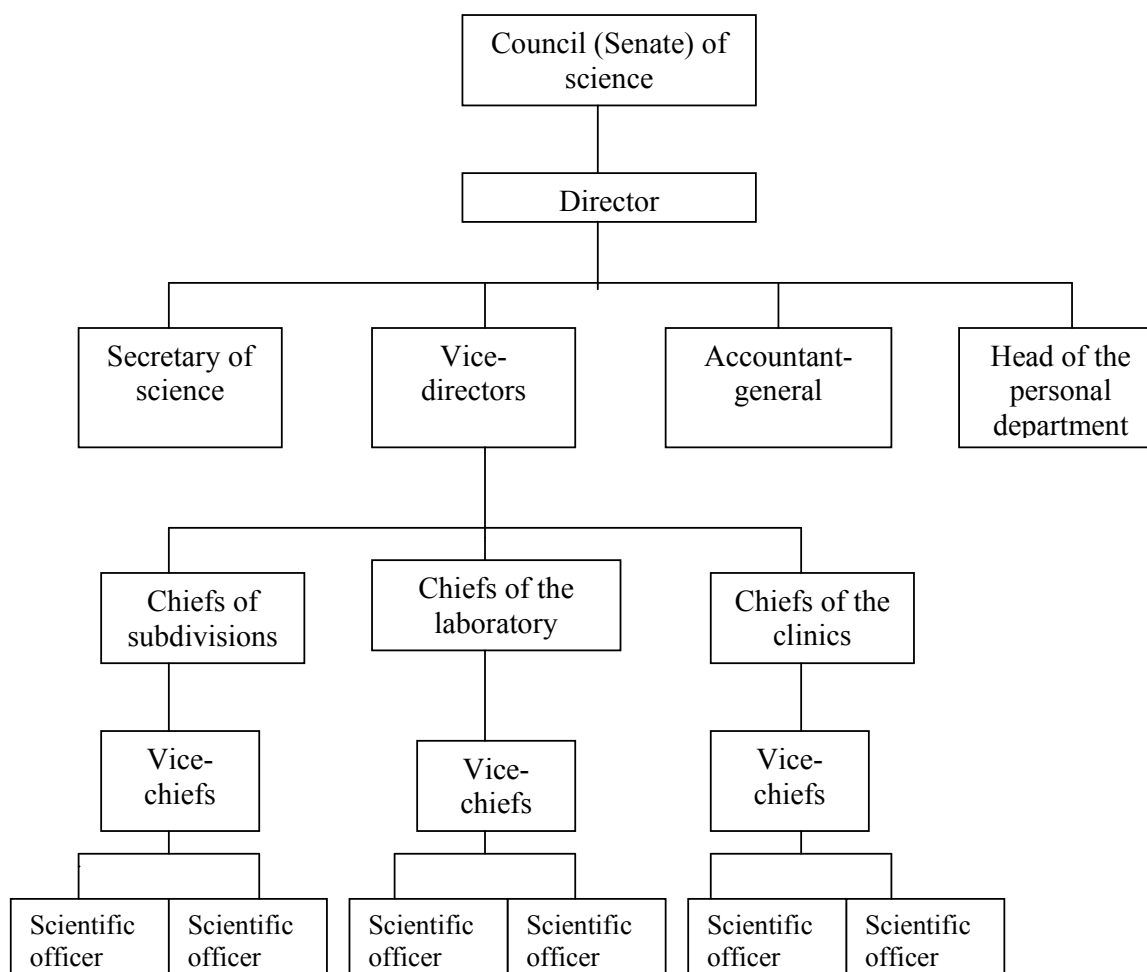 Council (Senate) of
science
Director
Secretary of
science
Vice-
directors
Accountant-
general
Head of the
personal
department
Chiefs of
subdivisions
Chiefs of the
laboratory
Chiefs of the
clinics
Vice-
chiefs
Vice-
chiefs
Vice-
chiefs
Scientific
officer
Scientific
officer
Scientific
officer
Scientific
officer
Scientific
officer
Scientific
officer